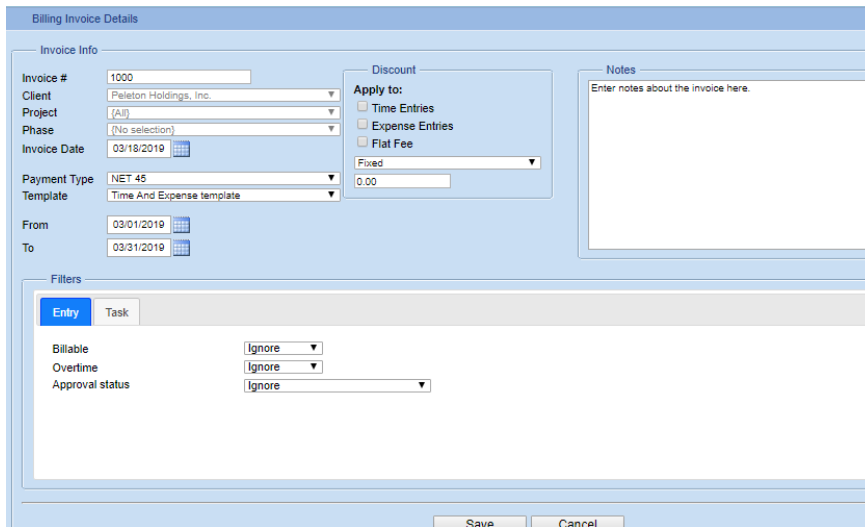 Billing Invoice Details
Invoice Info
Invoice # 1000
Client Peleton Holdings, Inc.
Project {All}
Phase {No selection}
Invoice Date 03/18/2019
Payment Type NET 45
Template Time And Expense template
From 03/01/2019
To 03/31/2019
Discount
Apply to:
Time Entries
Expense Entries
Flat Fee
Fixed
0.00
Notes
Enter notes about the invoice here.
Filters
Entry Task
Billable Ignore
Overtime Ignore
Approval status Ignore
Save Cancel